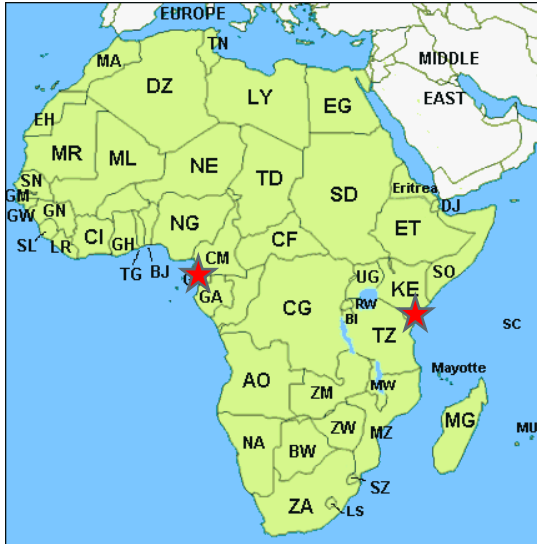 EUROPE
TN
MA
MIDDLE
DZ
LY
EG
EAST
EH
MR
ML
NE
TD
SD
SN
Eritrea
GM
DJ
GW
GN
NG
ET
SL
LR
CI
GH
CF
TG
BJ
CM
SO
UG
KE
GA
CG
RW
BI
TZ
SC
Mayotte
AO
ZM
MW
MG
NA
ZW
MZ
MU
BW
SZ
ZA
LS